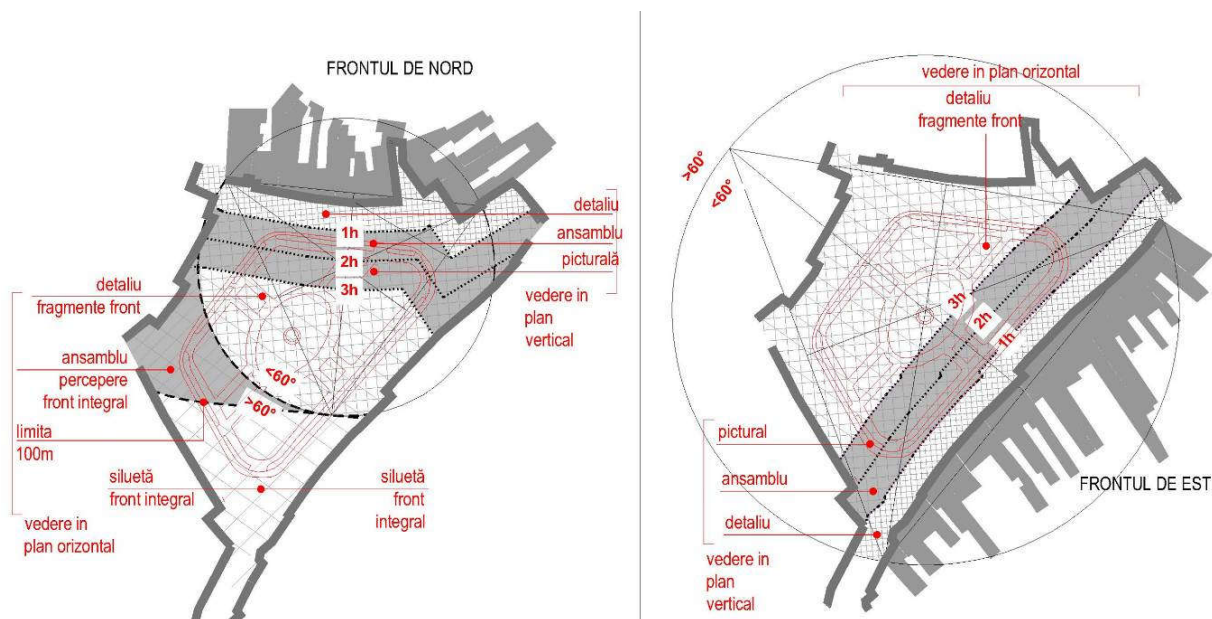 FRONTUL DE NORD
detaliu
ansamblu
picturală
vedere in
plan
vertical
1h
2h
3h
detaliu
fragmente front
ansamblu
percepere
front integral
<60°
>60°
limita
100m
siluetă
front integral
siluetă
front
integral
vedere in
plan orizontal
vedere in plan orizontal
detaliu
fragmente front
>60°
<60°
3h
2h
1h
pictural
ansamblu
detaliu
vedere in
plan
vertical
FRONTUL DE EST